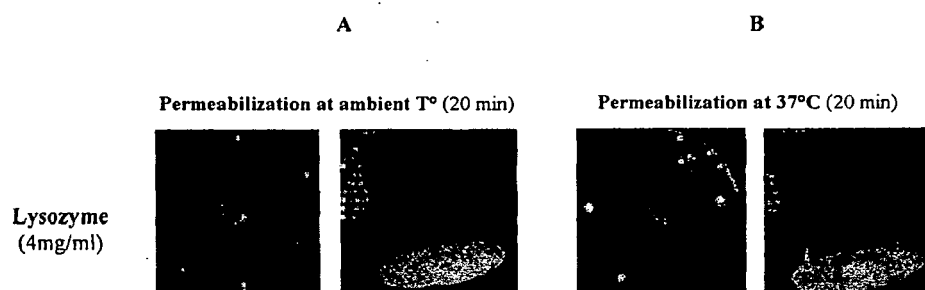 A
B
Permeabilization at ambient T° (20 min)
Permeabilization at 37°C (20 min)
Lysozyme
(4mg/ml)